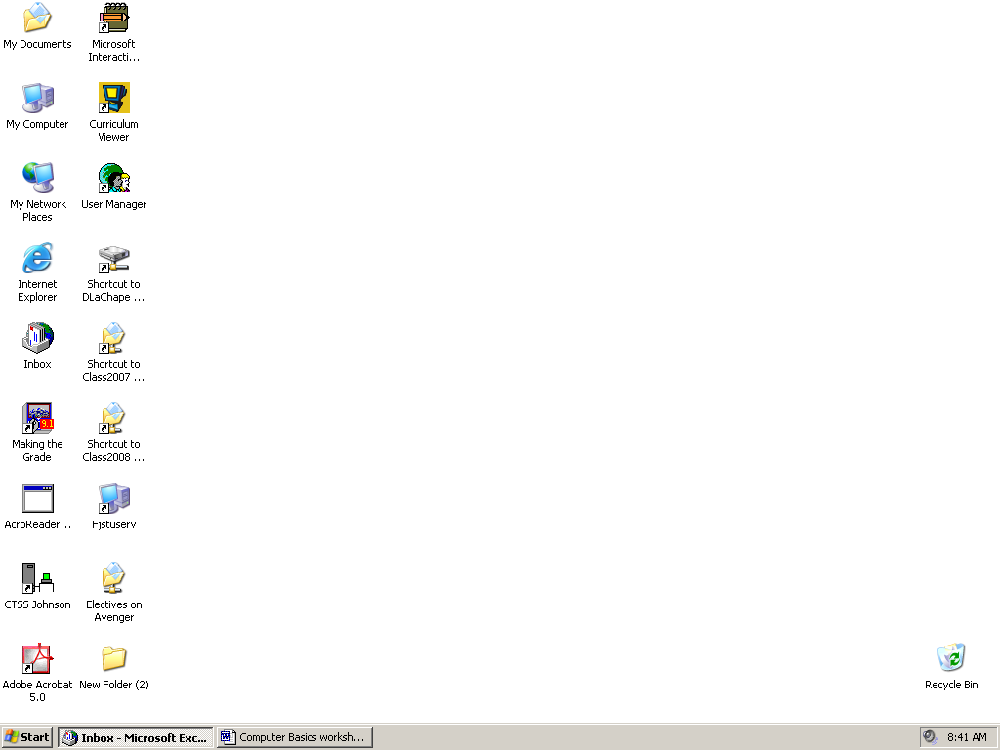 My Documents
Microsoft
Interacti...
My Computer
Curriculum
Viewer
My Network
Places
User Manager
Internet
Explorer
Shortcut to
DLaChape ...
Inbox
Shortcut to
Class2007 ...
9.1
Making the
Grade
Shortcut to
Class2008 ...
AcroReader...
Fjstuserv
CTSS Johnson
Electives on
Avenger
Adobe Acrobat
5.0
New Folder (2)
Recycle Bin
Start
Inbox - Microsoft Exc...
Computer Basics worksh...
8:41 AM